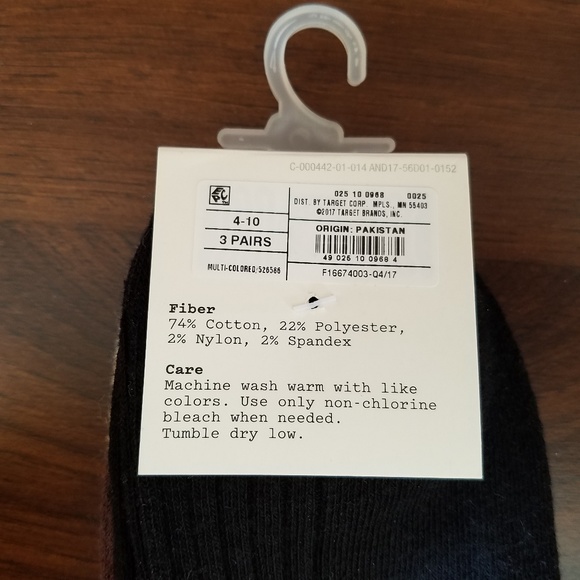 C-000442-01-014 AND17-56D01-0152
025 10 0968 0025
DIST. BY TARGET CORP. MPLS., MN 55403
©2017 TARGET BRANDS, INC.
4-10
3 PAIRS
ORIGIN: PAKISTAN
49 025 10 0968 4
MULTI-COLORED;526586
F16674003-Q4/17
Fiber
74% Cotton, 22% Polyester,
2% Nylon, 2% Spandex
Care
Machine wash warm with like
colors. Use only non-chlorine
bleach when needed.
Tumble dry low.